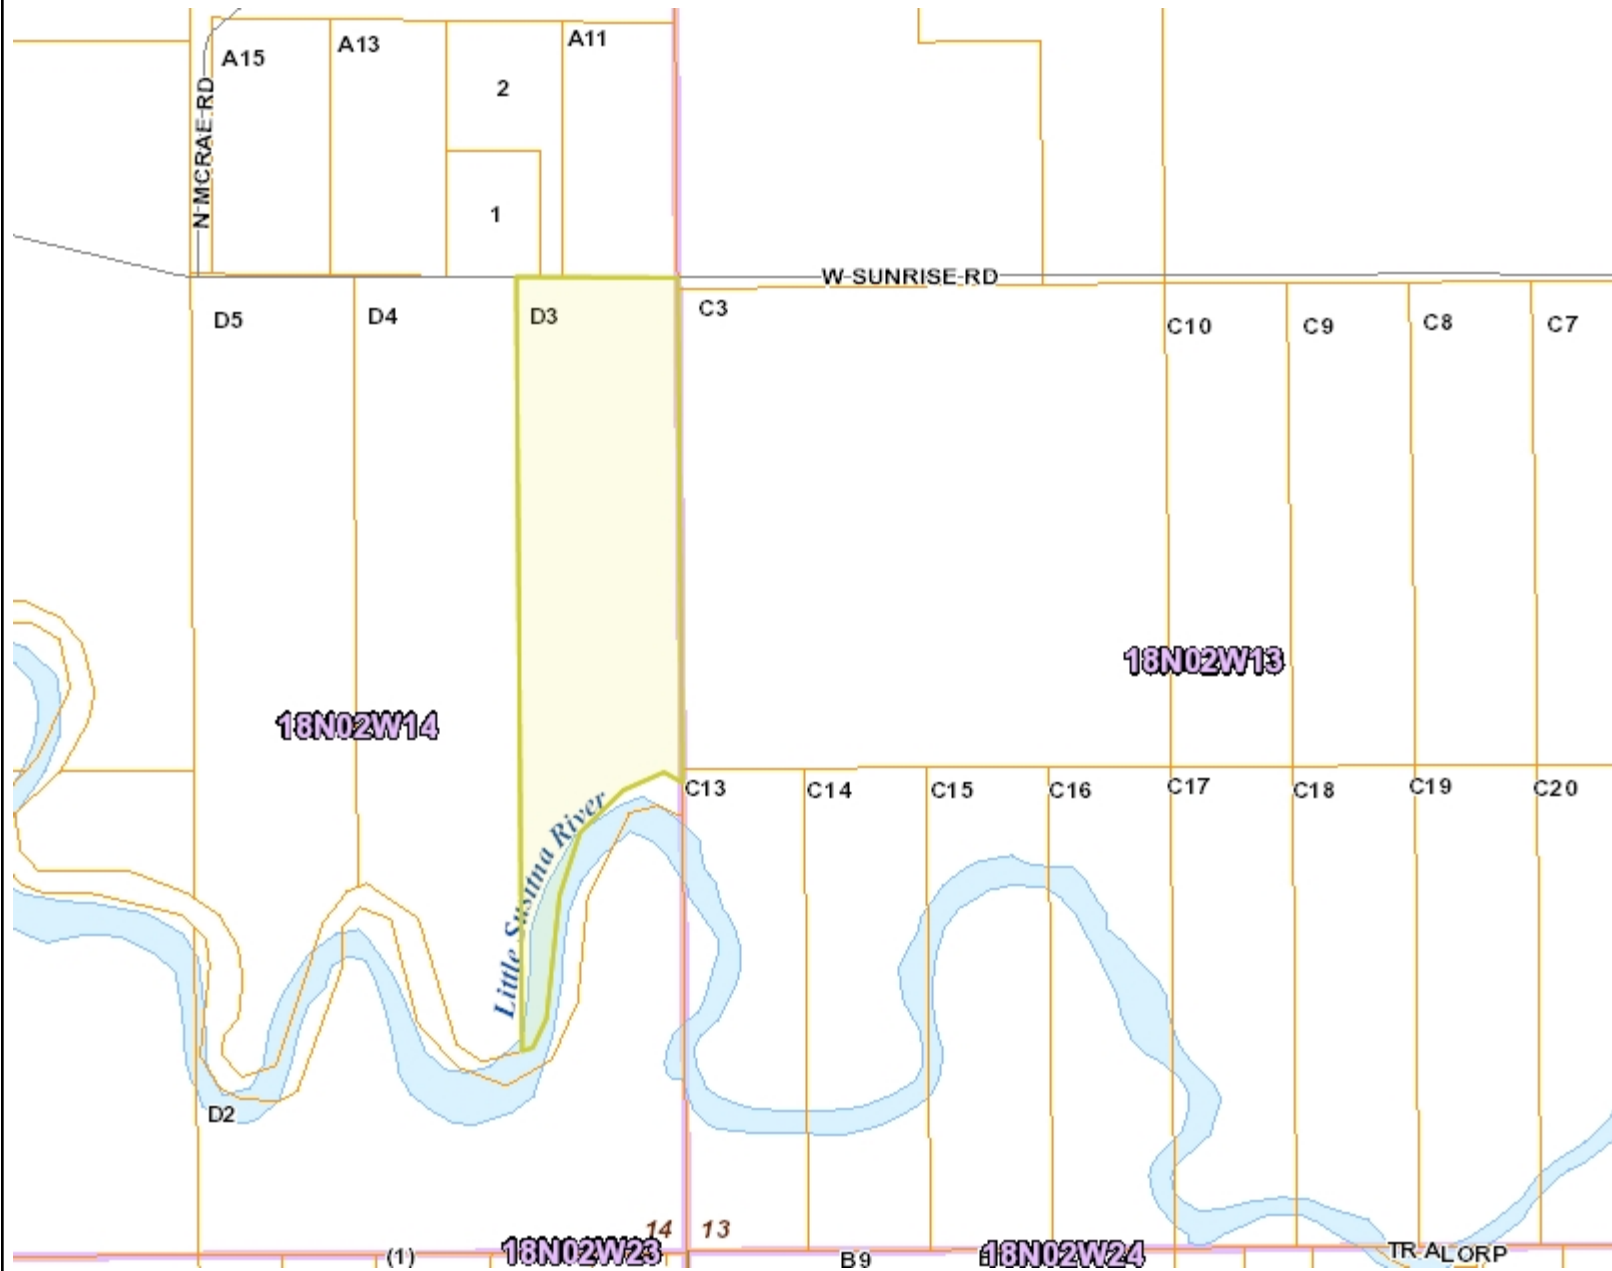 A15
A13
A11
2
1
N MCRAE RD
W SUNRISE RD
D5
D4
D3
C3
C10
C9
C8
C7
18N02W13
18N02W14
C13
C14
C15
C16
C17
C18
C19
C20
Little Susitna River
D2
14
13
(1)
18N02W23
B9
18N02W24
TR A